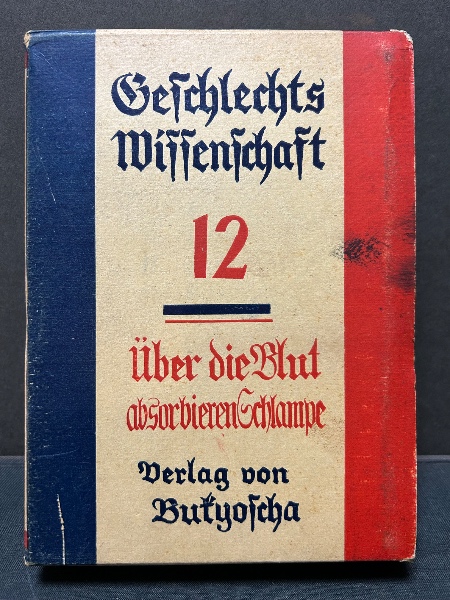 Geschlechts
Wissenschaft
12
Über die Blut
absorbieren Schlampe
Verlag von
Bukyoscha